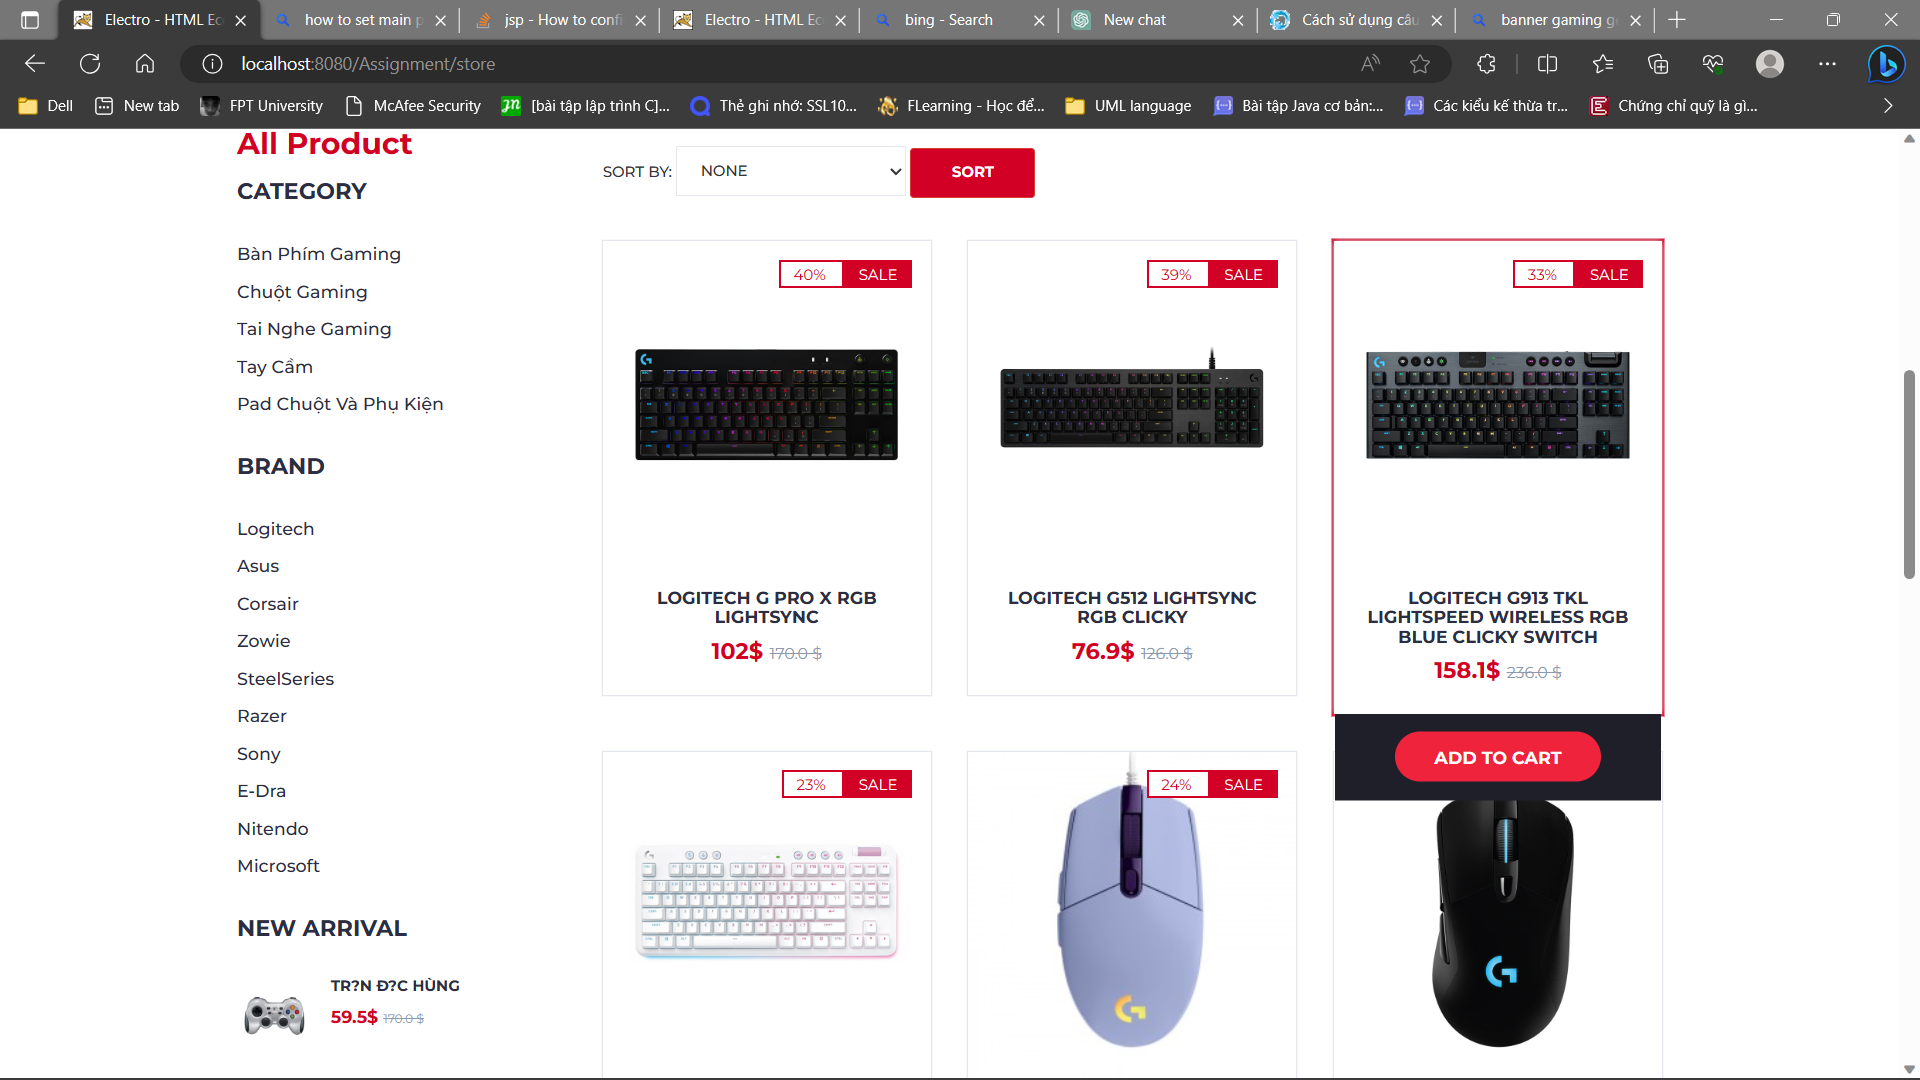 Electro - HTML Ec
how to set main p
jsp - How to confi
Electro - HTML Ec
bing - Search
New chat
Cách sử dụng câu
banner gaming ge
localhost:8080/Assignment/store
Dell
New tab
FPT University
McAfee Security
[bài tập lập trình C]...
Thẻ ghi nhớ: SSL10...
FLearning - Học để...
UML language
Bài tập Java cơ bản:...
Các kiểu kế thừa tr...
Chứng chỉ quỹ là gì...
All Product
CATEGORY
Bàn Phím Gaming
Chuột Gaming
Tai Nghe Gaming
Tay Cầm
Pad Chuột Và Phụ Kiện
BRAND
Logitech
Asus
Corsair
Zowie
SteelSeries
Razer
Sony
E-Dra
Nitendo
Microsoft
NEW ARRIVAL
TR?N Đ?C HÙNG
59.5$ 170.0 $
SORT BY: NONE SORT
40% SALE
LOGITECH G PRO X RGB
LIGHTSYNC
102$ 170.0 $
39% SALE
LOGITECH G512 LIGHTSYNC
RGB CLICKY
76.9$ 126.0 $
33% SALE
LOGITECH G913 TKL
LIGHTSPEED WIRELESS RGB
BLUE CLICKY SWITCH
158.1$ 236.0 $
ADD TO CART
23% SALE
24% SALE